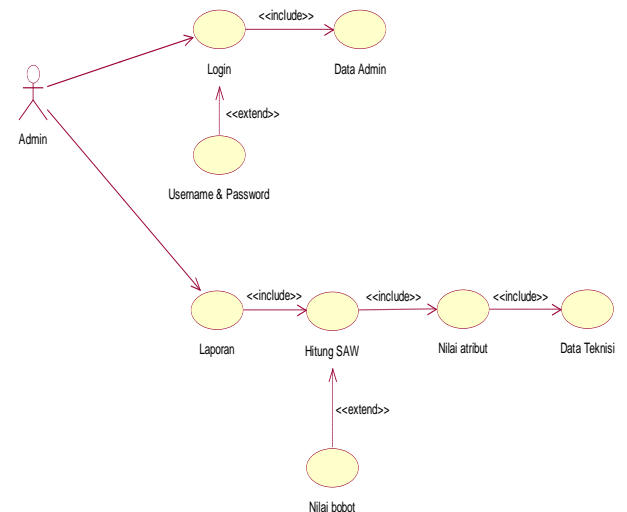 <<include>>
Login
Data Admin
Admin
<<extend>>
Username & Password
<<include>>
<<include>>
<<include>>
Laporan
Hitung SAW
Nilai atribut
Data Teknisi
<<extend>>
Nilai bobot